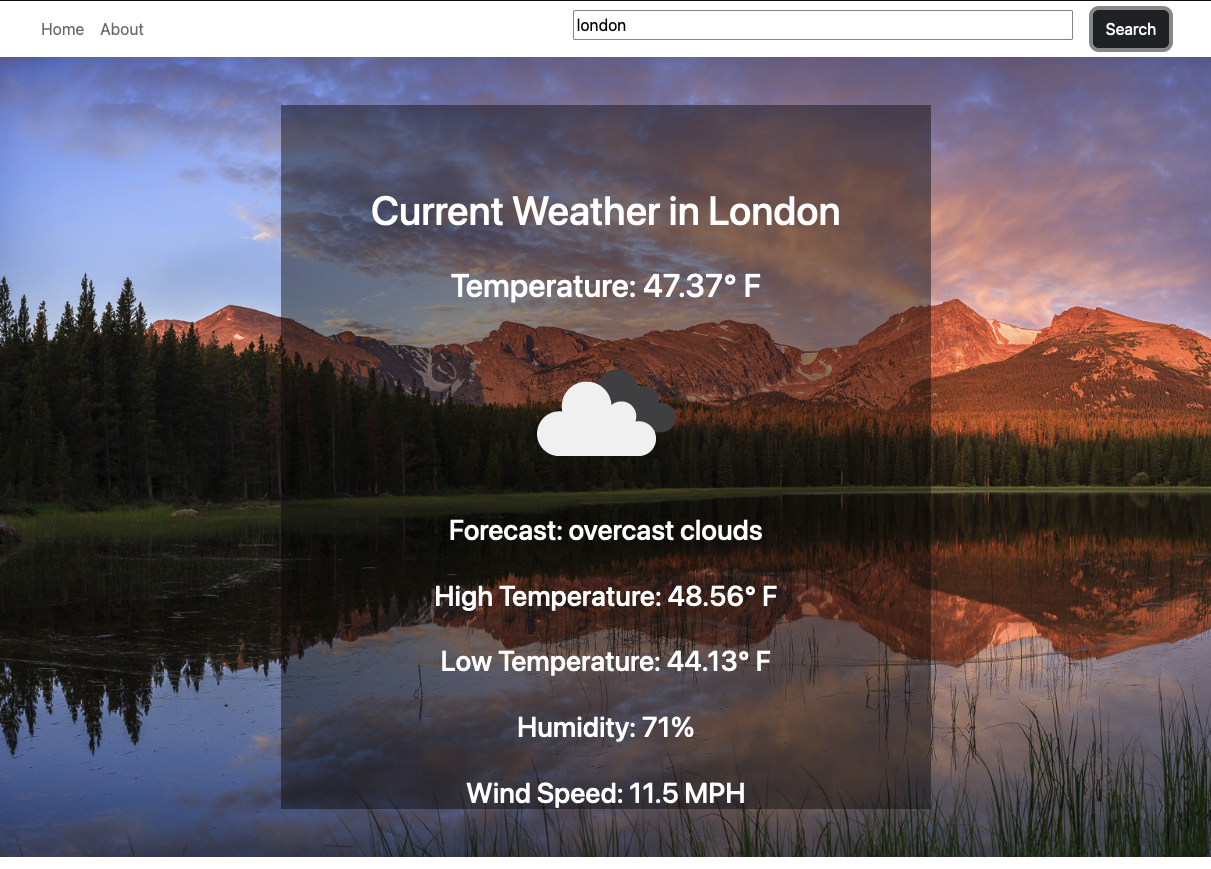 Home About london Search
Current Weather in London
Temperature: 47.37° F
Forecast: overcast clouds
High Temperature: 48.56° F
Low Temperature: 44.13° F
Humidity: 71%
Wind Speed: 11.5 MPH